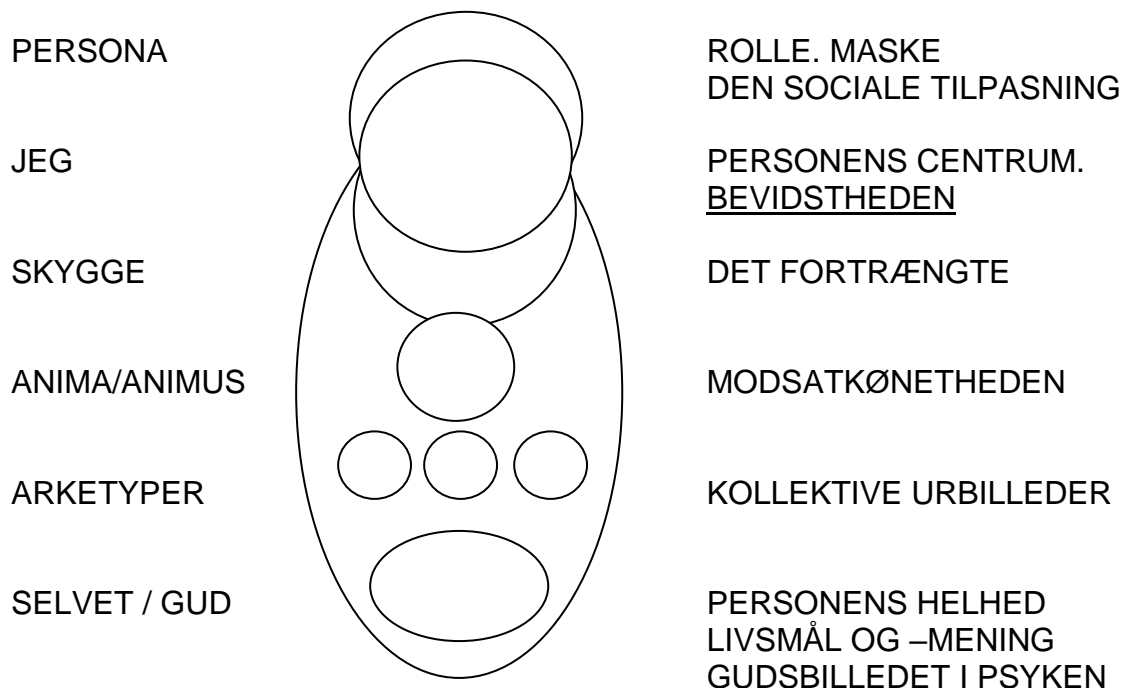 PERSONA
ROLLE. MASKE
DEN SOCIALE TILPASNING
JEG
PERSONENS CENTRUM.
BEVIDSTHEDEN
SKYGGE
DET FORTRÆNGTE
ANIMA/ANIMUS
MODSATKØNETHEDEN
ARKETYPER
KOLLEKTIVE URBILLEDER
SELVET / GUD
PERSONENS HELHED
LIVSMÅL OG –MENING
GUDSBILLEDET I PSYKEN